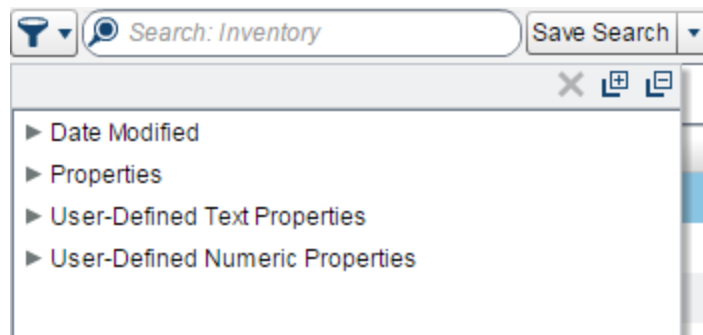 Search: Inventory
Save Search
Date Modified
Properties
User-Defined Text Properties
User-Defined Numeric Properties